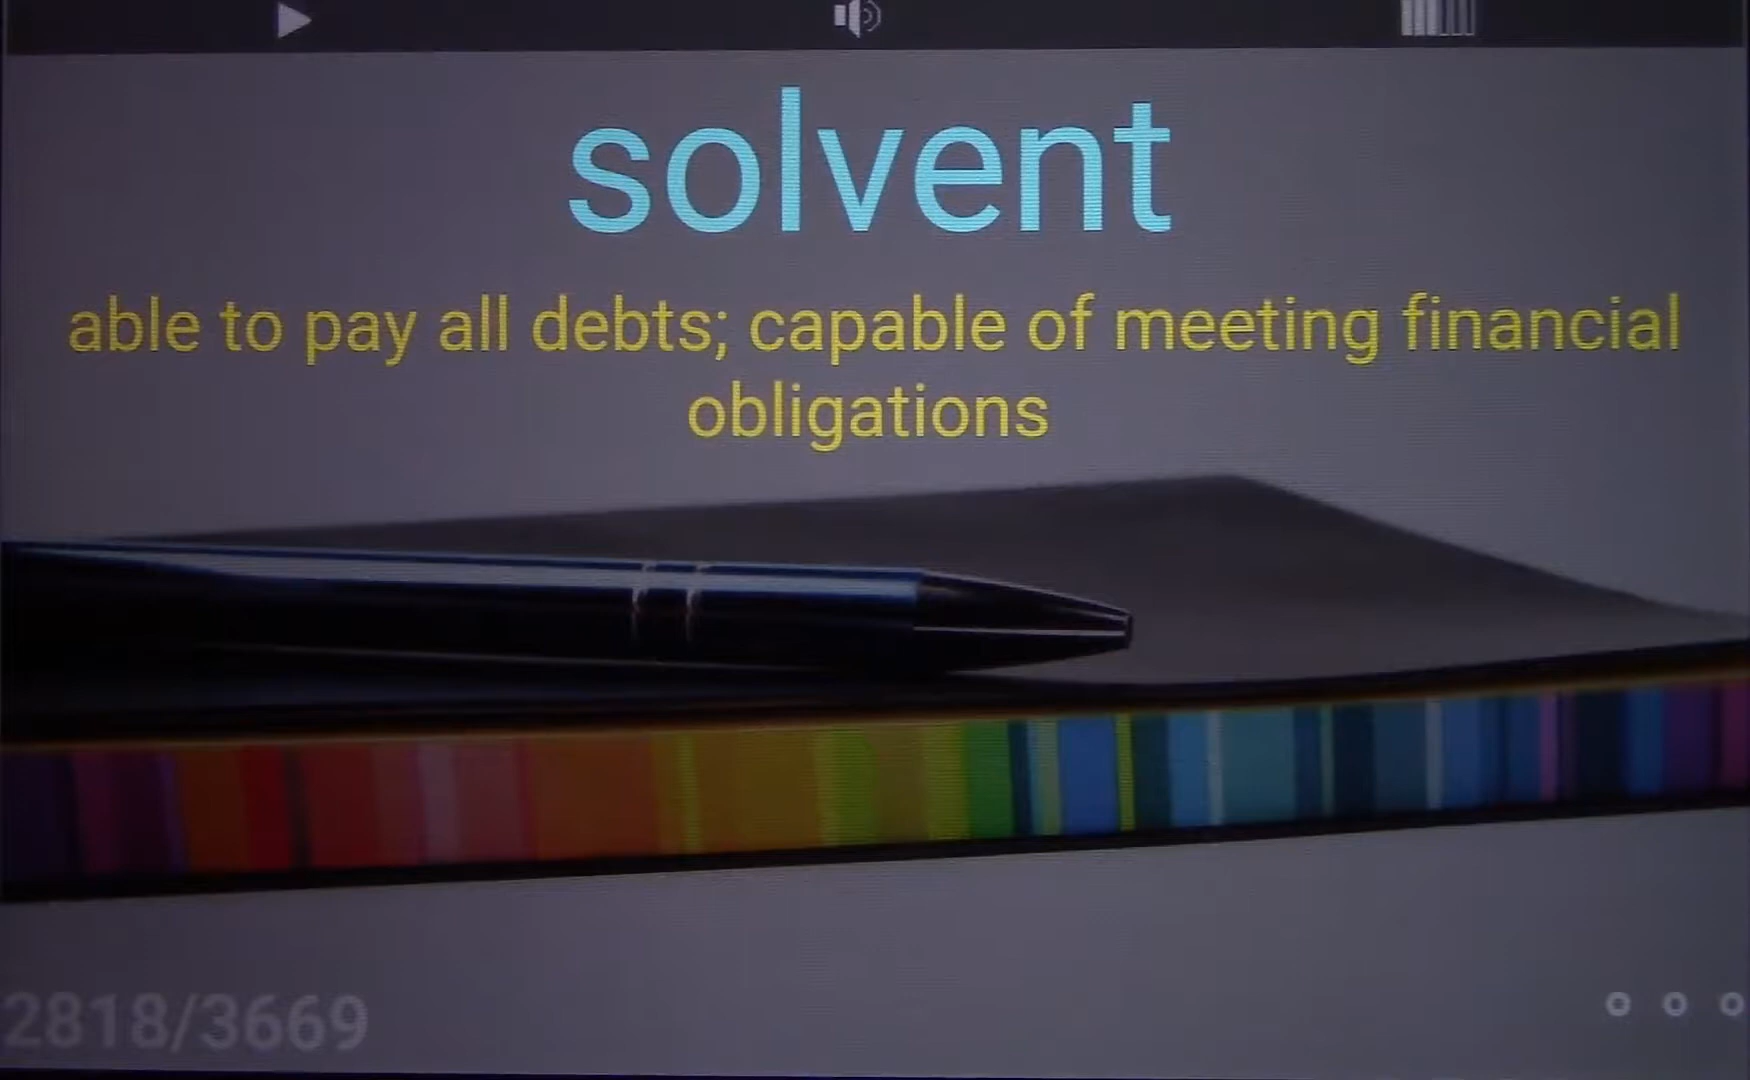 solvent
able to pay all debts; capable of meeting financial
obligations
2818/3669